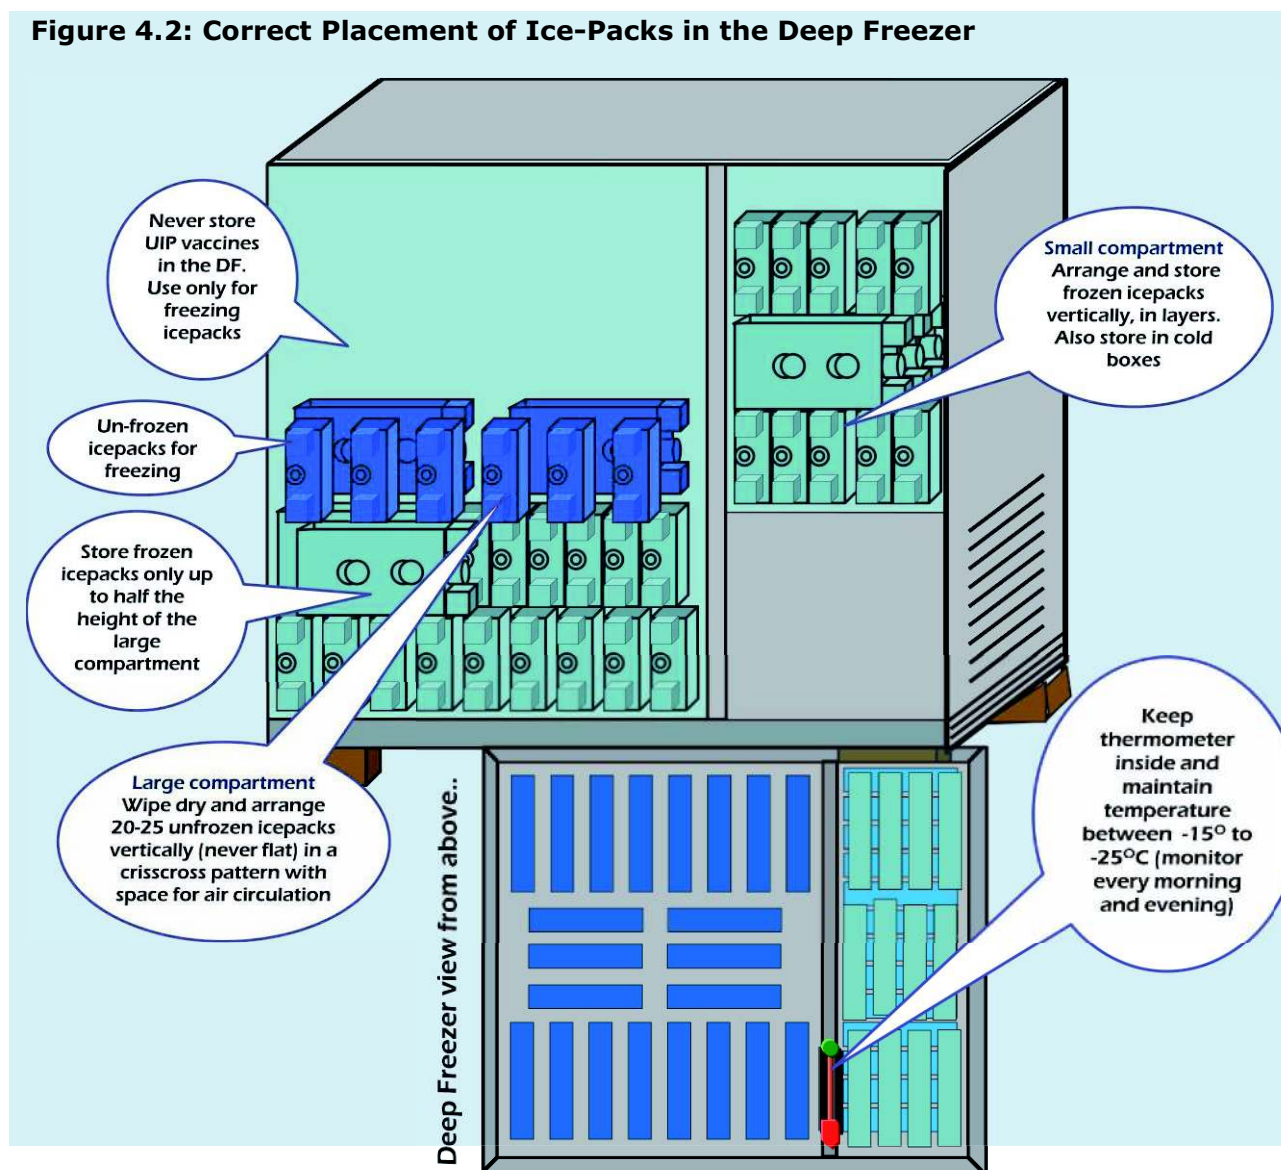 Figure 4.2: Correct Placement of Ice-Packs in the Deep Freezer
Never store
UIP vaccines
in the DF.
Use only for
freezing
icepacks
Small compartment
Arrange and store
frozen icepacks
vertically, in layers.
Also store in cold
boxes
Un-frozen
icepacks for
freezing
Store frozen
icepacks only up
to half the
height of the
large
compartment
Large compartment
Wipe dry and arrange
20-25 unfrozen icepacks
vertically (never flat) in a
crisscross pattern with
space for air circulation
Keep
thermometer
inside and
maintain
temperature
between -15° to
-25°C (monitor
every morning
and evening)
Deep Freezer view from above..